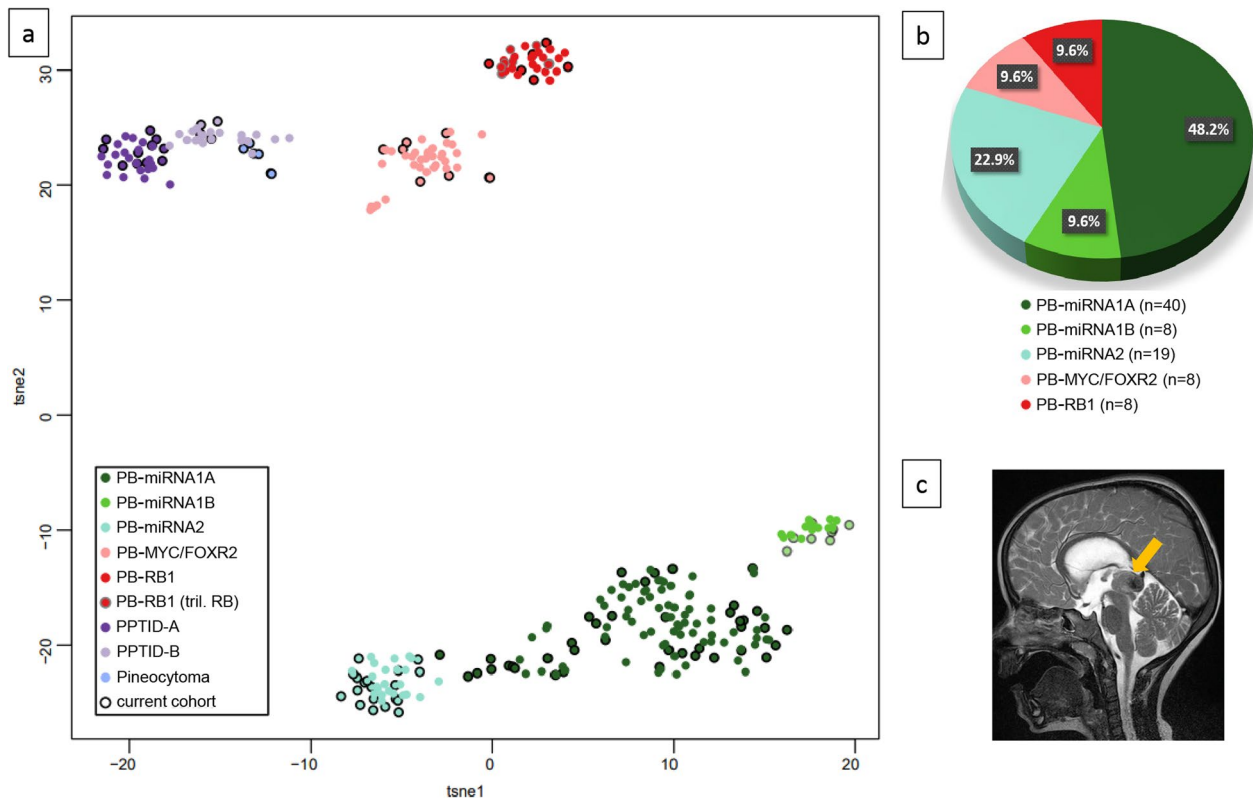 a
30
20
10
0
−10
−20
tsne2
−20
−10
0
10
20
tsne1
PB-miRNA1A
PB-miRNA1B
PB-miRNA2
PB-MYC/FOXR2
PB-RB1
PB-RB1 (tril. RB)
PPTID-A
PPTID-B
Pineocytoma
current cohort
b
9.6%
9.6%
48.2%
22.9%
9.6%
PB-miRNA1A (n=40)
PB-miRNA1B (n=8)
PB-miRNA2 (n=19)
PB-MYC/FOXR2 (n=8)
PB-RB1 (n=8)
c